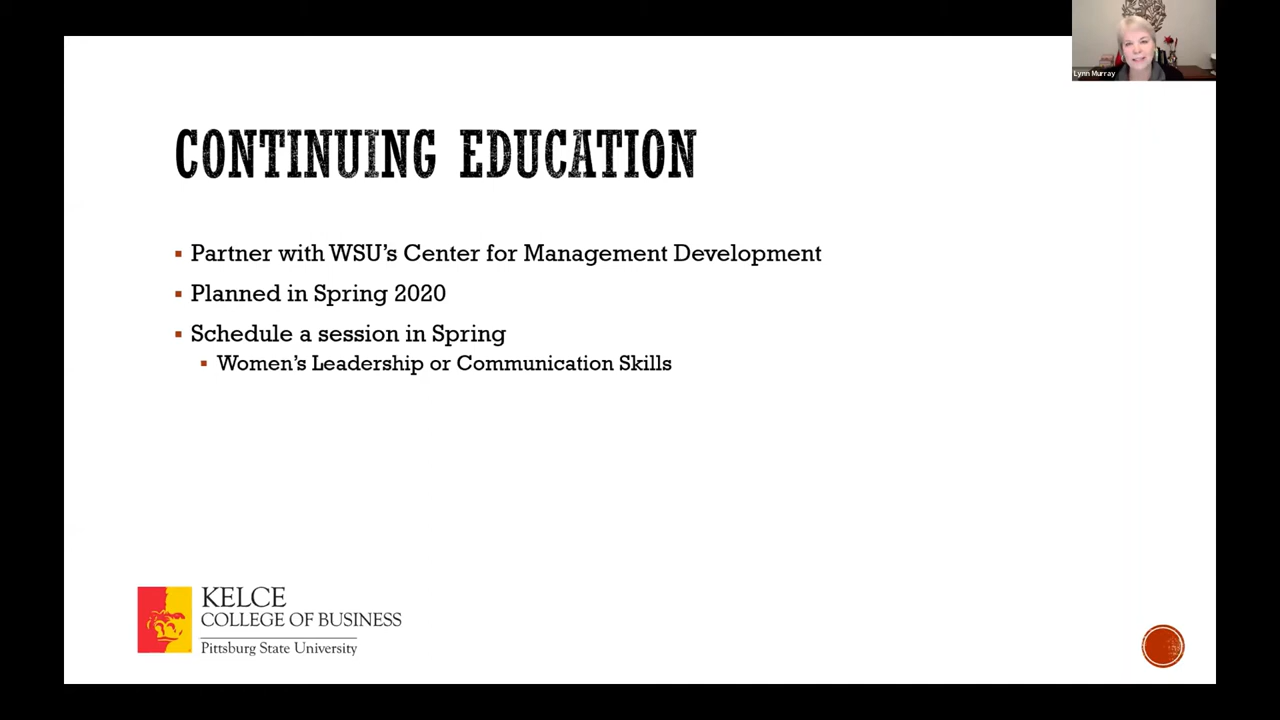 Lynn Murray
CONTINUING EDUCATION
Partner with WSU's Center for Management Development
Planned in Spring 2020
Schedule a session in Spring
Women's Leadership or Communication Skills
KELCE
COLLEGE OF BUSINESS
Pittsburg State University